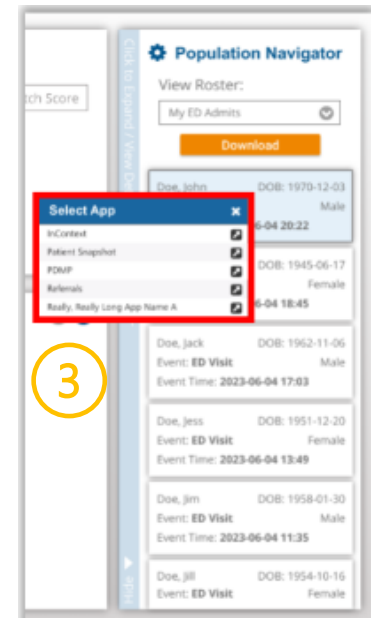 Population Navigator
View Roster:
tch Score
My ED Admits
Download
Click to Expand / View D
Doe, John DOB: 1970-12-03
Male
6-04 20:22
Select App
InContext
Patient Snapshot
PDMP
Referrals
Really, Really Long App Name A
DOB: 1945-06-17
Female
6-04 18:45
3
Doe, Jack DOB: 1962-11-06
Event: ED Visit Male
Event Time: 2023-06-04 17:03
Doe, Jess DOB: 1951-12-20
Event: ED Visit Female
Event Time: 2023-06-04 13:49
Doe, Jim DOB: 1958-01-30
Event: ED Visit Male
Event Time: 2023-06-04 11:35
Doe, Jill DOB: 1954-10-16
Event: ED Visit Female
Hide